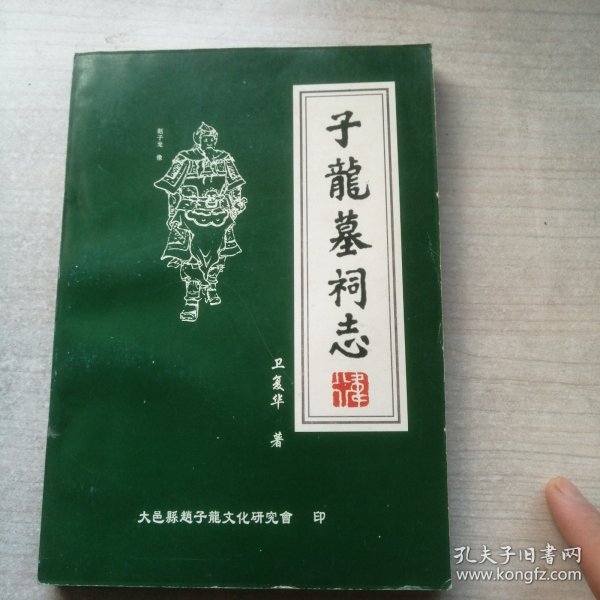 子龍墓祠志
趙子龙 像
卫复华 著
大邑縣趙子龍文化研究會 印
孔夫子旧书网
www.kongfz.com